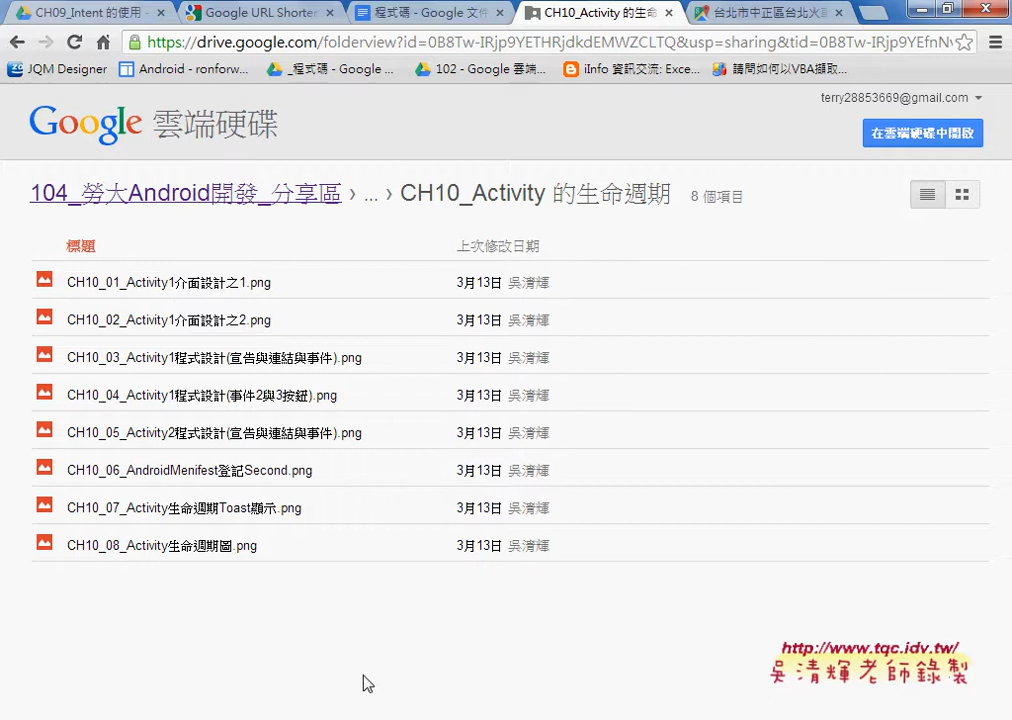 CH09_Intent 的使用
Google URL Shorten
程式碼 - Google 文件
CH10_Activity 的生命
台北市中正區台北火
https://drive.google.com/folderview?id=0B8Tw-IRjp9YETHRjdkdEMWZCLTQ&usp=sharing&tid=0B8Tw-IRjp9YEfnNv
JQM Designer
Android - ronforw...
_程式碼 - Google ...
102 - Google 雲端...
iInfo 資訊交流: Exce...
請問如何以VBA擷取...
terry28853669@gmail.com
Google 雲端硬碟
在雲端硬碟中開啟
104_勞大Android開發_分享區 › ... › CH10_Activity 的生命週期 8 個項目
標題 上次修改日期
CH10_01_Activity1介面設計之1.png 3月13日 吳清輝
CH10_02_Activity1介面設計之2.png 3月13日 吳清輝
CH10_03_Activity1程式設計(宣告與連結與事件).png 3月13日 吳清輝
CH10_04_Activity1程式設計(事件2與3按鈕).png 3月13日 吳清輝
CH10_05_Activity2程式設計(宣告與連結與事件).png 3月13日 吳清輝
CH10_06_AndroidMenifest登記Second.png 3月13日 吳清輝
CH10_07_Activity生命週期Toast顯示.png 3月13日 吳清輝
CH10_08_Activity生命週期圖.png 3月13日 吳清輝
http://www.tqc.idv.tw/
吳清輝老師錄製